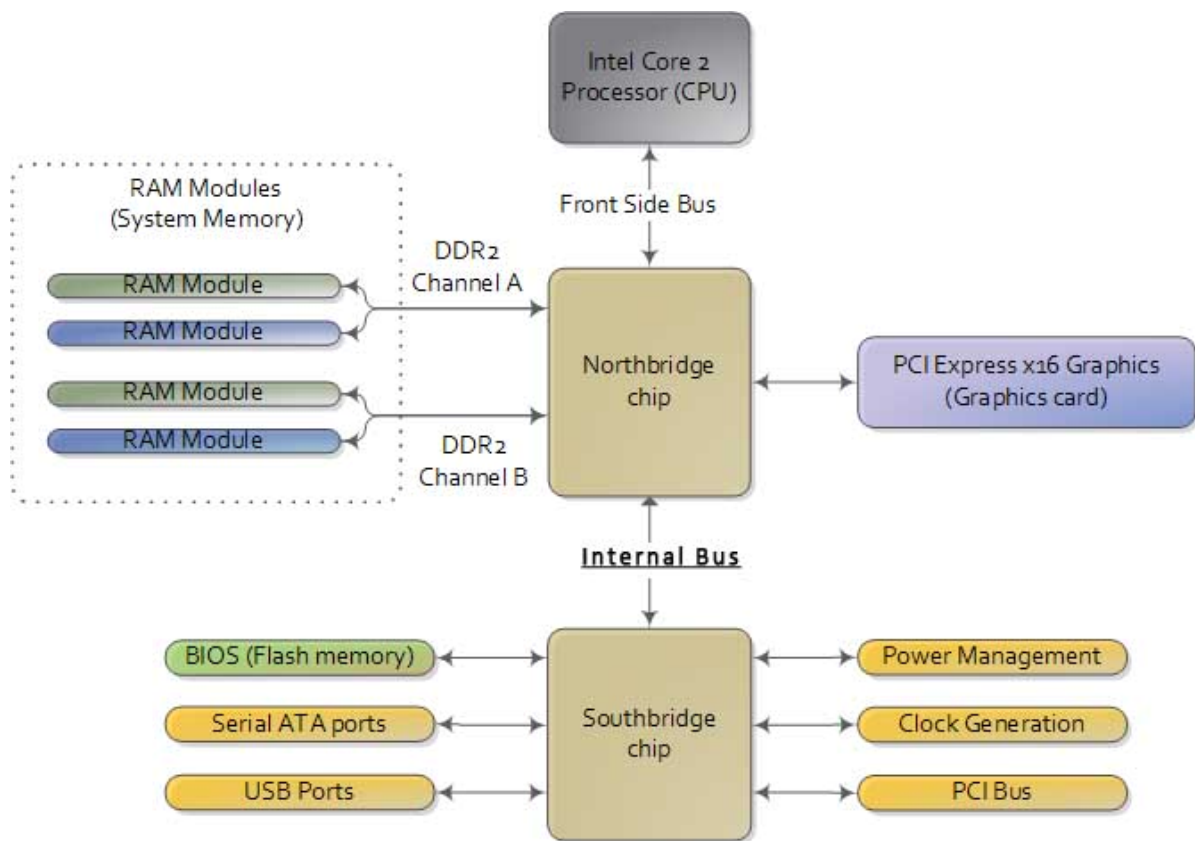 Intel Core 2
Processor (CPU)
Front Side Bus
RAM Modules
(System Memory)
RAM Module
RAM Module
RAM Module
RAM Module
DDR2
Channel A
DDR2
Channel B
Northbridge
chip
PCI Express x16 Graphics
(Graphics card)
Internal Bus
BIOS (Flash memory)
Serial ATA ports
USB Ports
Southbridge
chip
Power Management
Clock Generation
PCI Bus